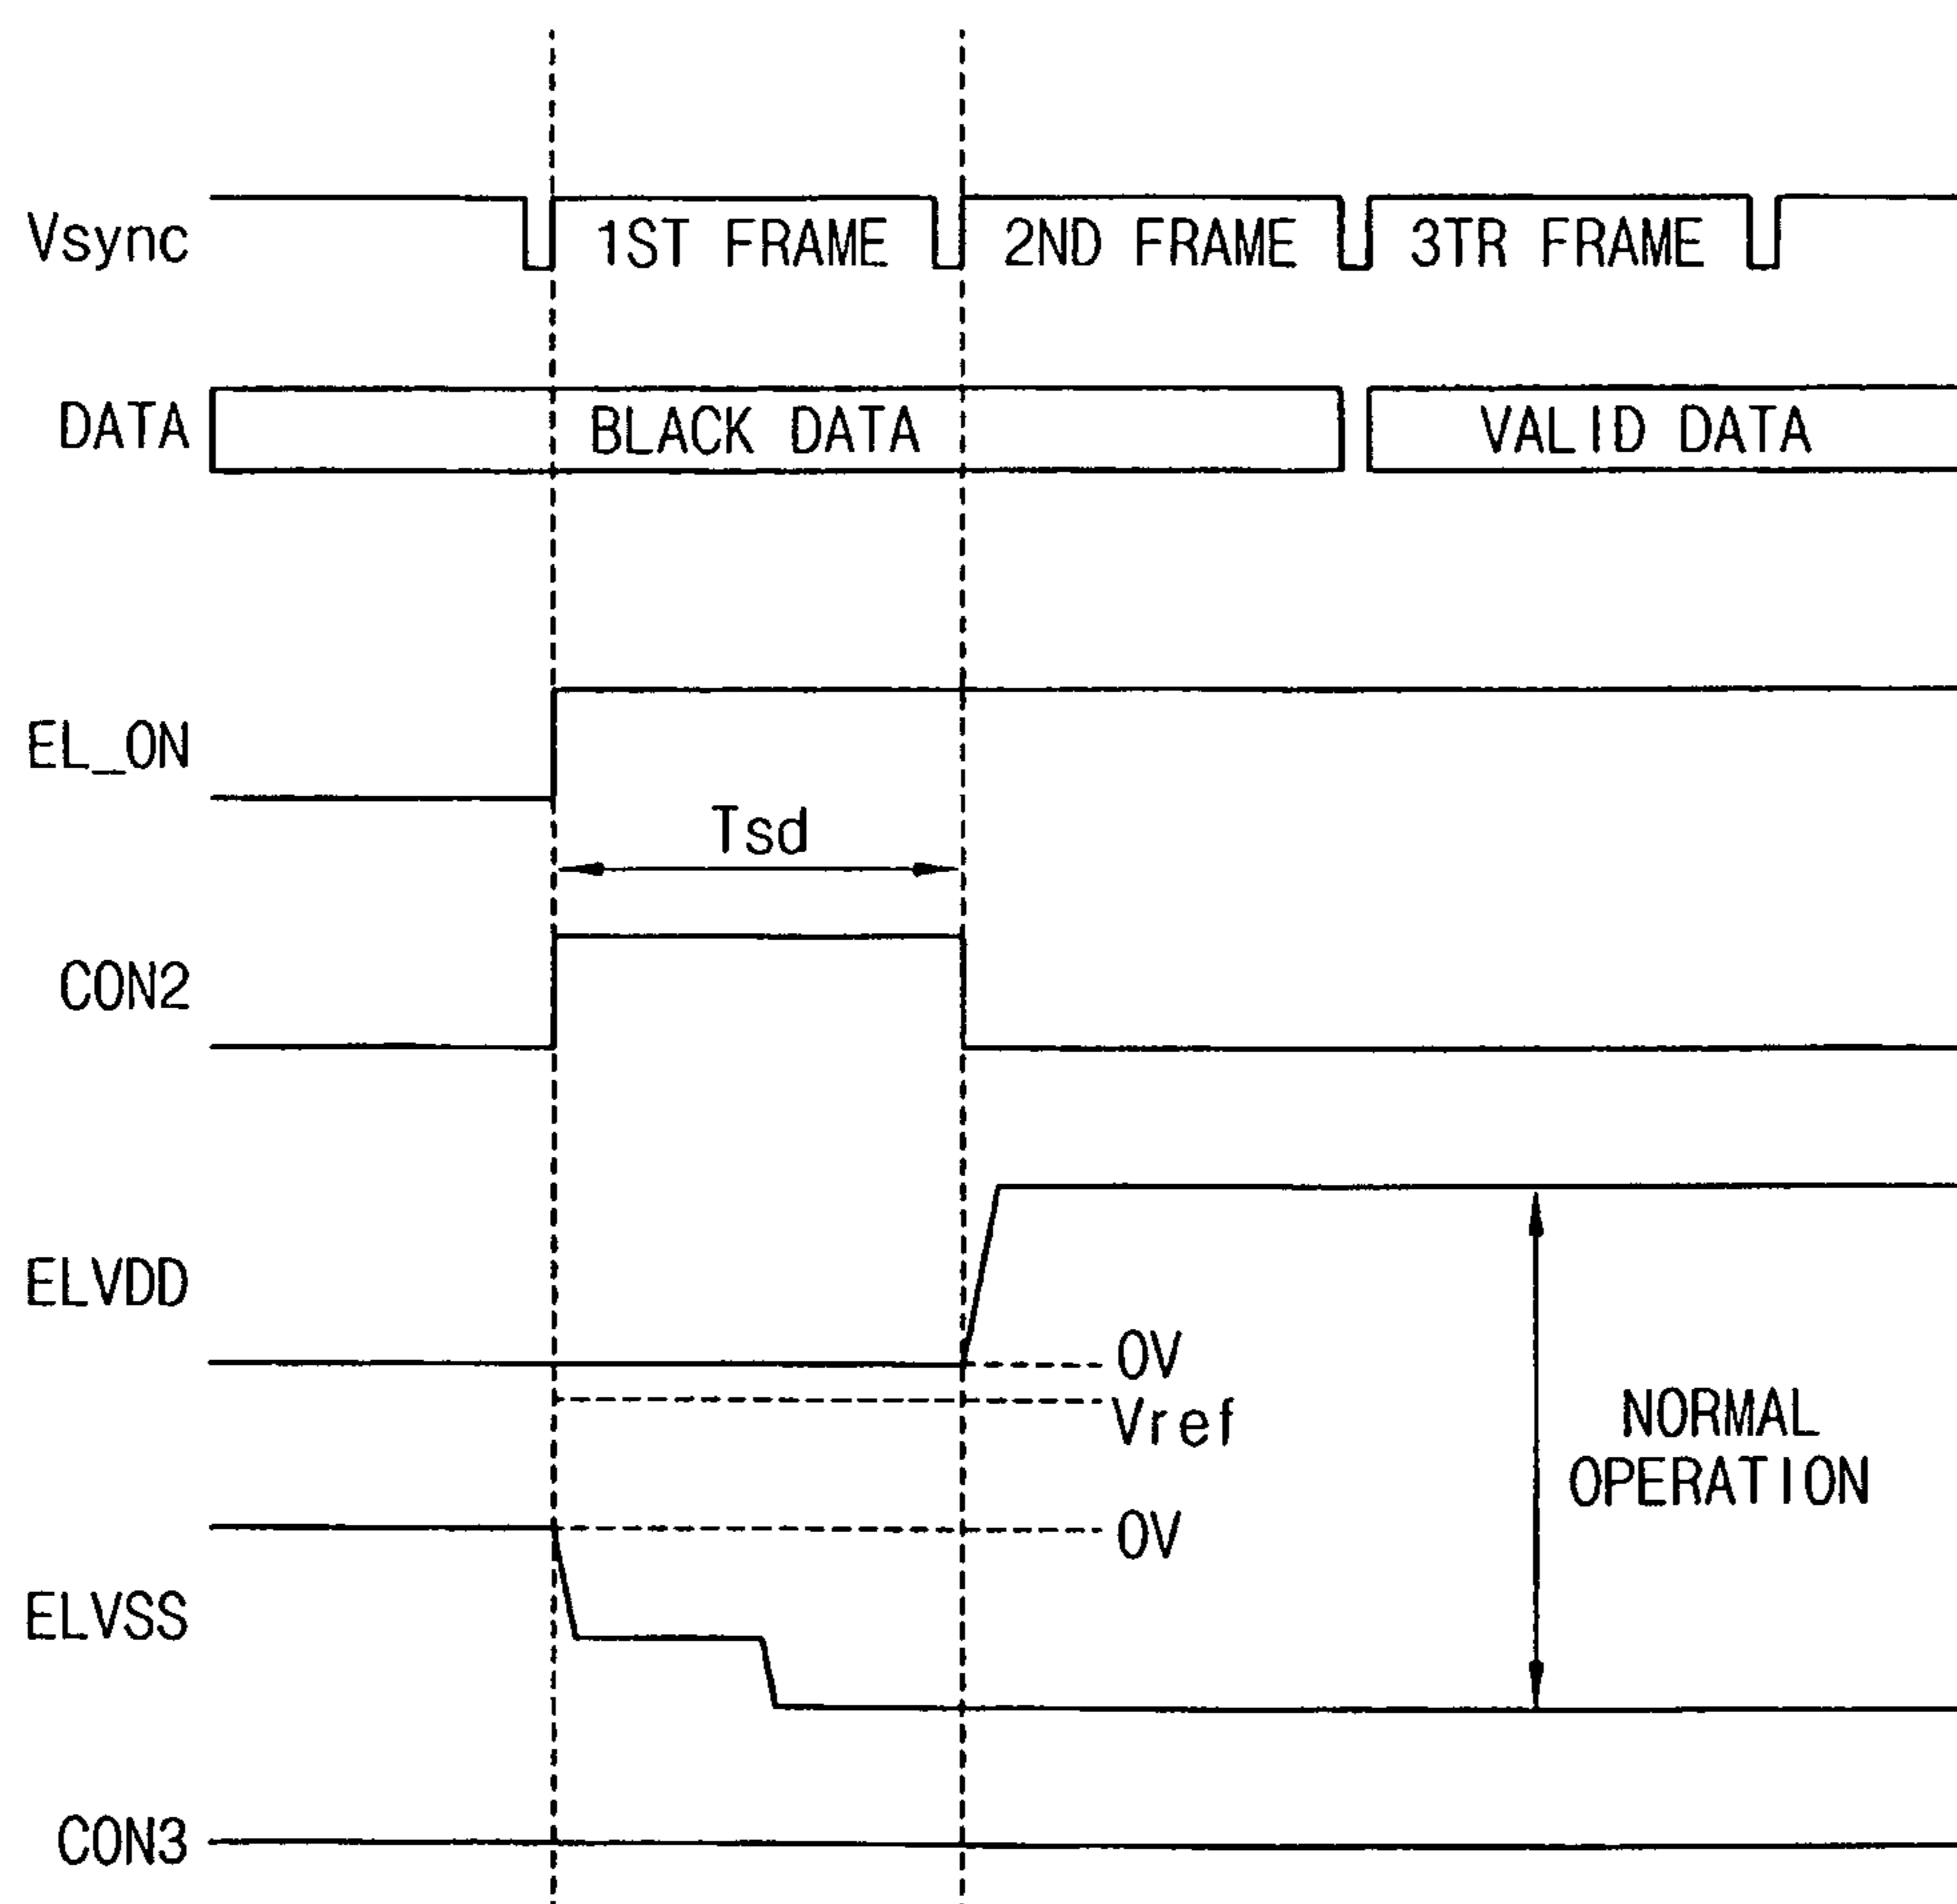 Vsync
1ST FRAME
2ND FRAME
3TR FRAME
DATA
BLACK DATA
VALID DATA
EL_ON
Tsd
CON2
ELVDD
0V
Vref
NORMAL
OPERATION
0V
ELVSS
CON3